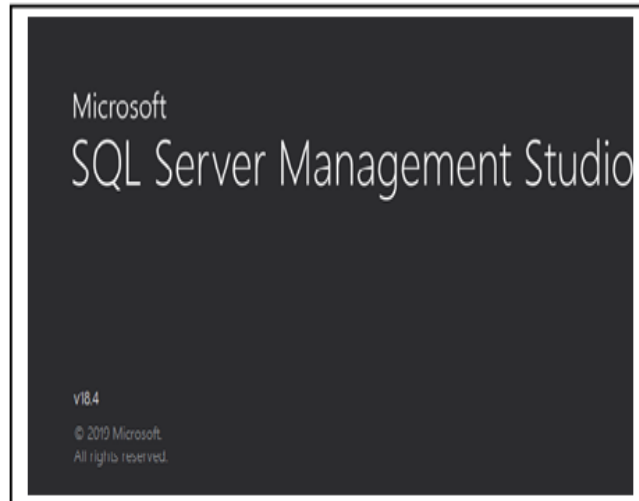 Microsoft
SQL Server Management Studio
v18.4
© 2019 Microsoft.
All rights reserved.